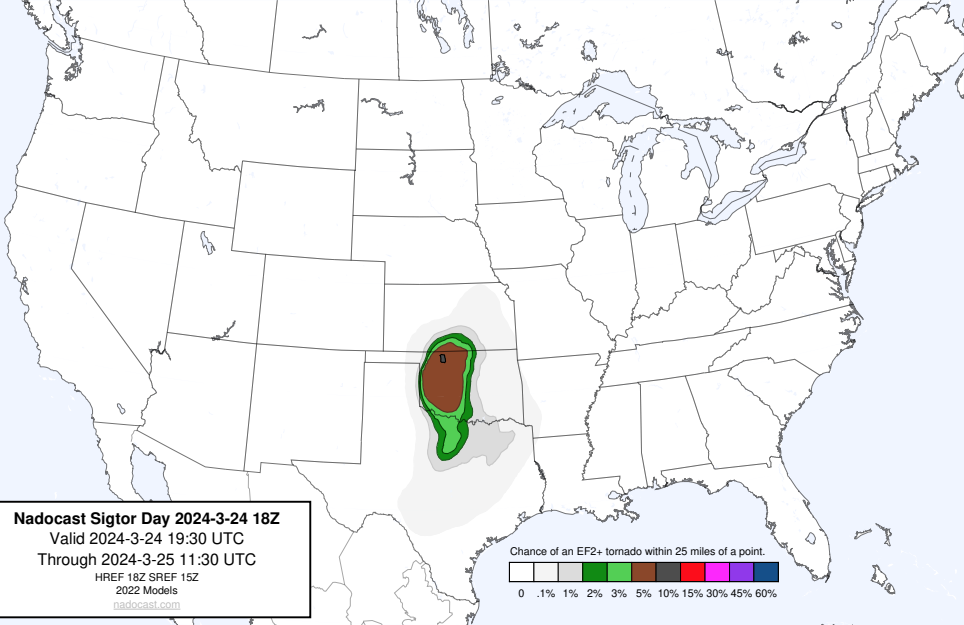 Nadocast Sigtor Day 2024-3-24 18Z
Valid 2024-3-24 19:30 UTC
Through 2024-3-25 11:30 UTC
HREF 18Z SREF 15Z
2022 Models
nadocast.com
Chance of an EF2+ tornado within 25 miles of a point.
0 .1% 1% 2% 3% 5% 10% 15% 30% 45% 60%